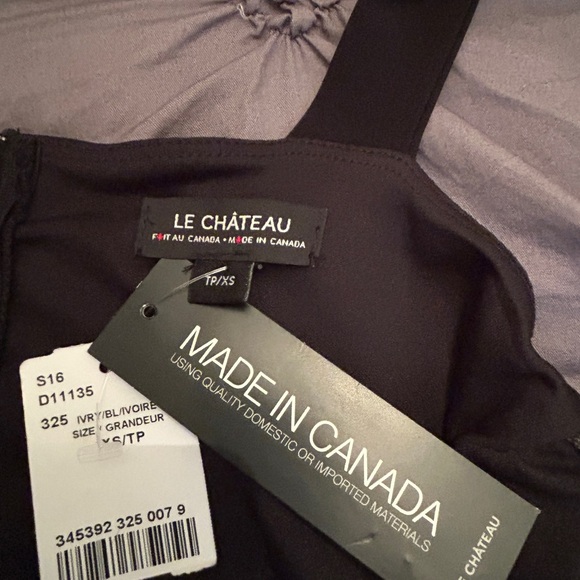 LE CHÂTEAU
FAIT AU CANADA • MADE IN CANADA
TP/XS
MADE IN CANADA
USING QUALITY DOMESTIC OR IMPORTED MATERIALS
CHÂTEAU
S16
D11135
325 IVRY/BL/IVOIRE
SIZE / GRANDEUR
XS/TP
345392 325 007 9